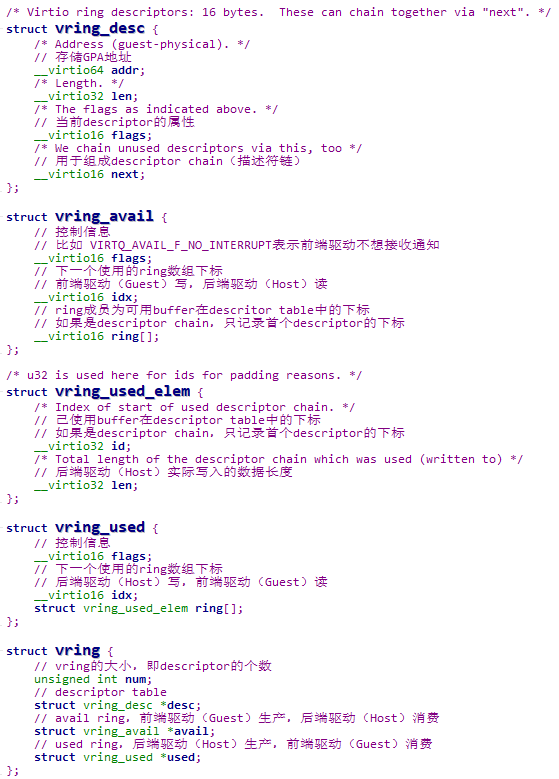 /* Virtio ring descriptors: 16 bytes.  These can chain together via "next". */
struct vring_desc {
    /* Address (guest-physical). */
    // 存储GPA地址
    __virtio64 addr;
    /* Length. */
    __virtio32 len;
    /* The flags as indicated above. */
    // 当前descriptor的属性
    __virtio16 flags;
    /* We chain unused descriptors via this, too */
    // 用于组成descriptor chain（描述符链）
    __virtio16 next;
};

struct vring_avail {
    // 控制信息
    // 比如 VIRTQ_AVAIL_F_NO_INTERRUPT表示前端驱动不想接收通知
    __virtio16 flags;
    // 下一个使用的ring数组下标
    // 前端驱动（Guest）写，后端驱动（Host）读
    __virtio16 idx;
    // ring成员为可用buffer在descritor table中的下标
    // 如果是descriptor chain，只记录首个descriptor的下标
    __virtio16 ring[];
};

/* u32 is used here for ids for padding reasons. */
struct vring_used_elem {
    /* Index of start of used descriptor chain. */
    // 已使用buffer在descriptor table中的下标
    // 如果是descriptor chain，只记录首个descriptor的下标
    __virtio32 id;
    /* Total length of the descriptor chain which was used (written to) */
    // 后端驱动（Host）实际写入的数据长度
    __virtio32 len;
};

struct vring_used {
    // 控制信息
    __virtio16 flags;
    // 下一个使用的ring数组下标
    // 后端驱动（Host）写，前端驱动（Guest）读
    __virtio16 idx;
    struct vring_used_elem ring[];
};

struct vring {
    // vring的大小，即descriptor的个数
    unsigned int num;
    // descriptor table
    struct vring_desc *desc;
    // avail ring，前端驱动（Guest）生产，后端驱动（Host）消费
    struct vring_avail *avail;
    // used ring，后端驱动（Host）生产，前端驱动（Guest）消费
    struct vring_used *used;
};